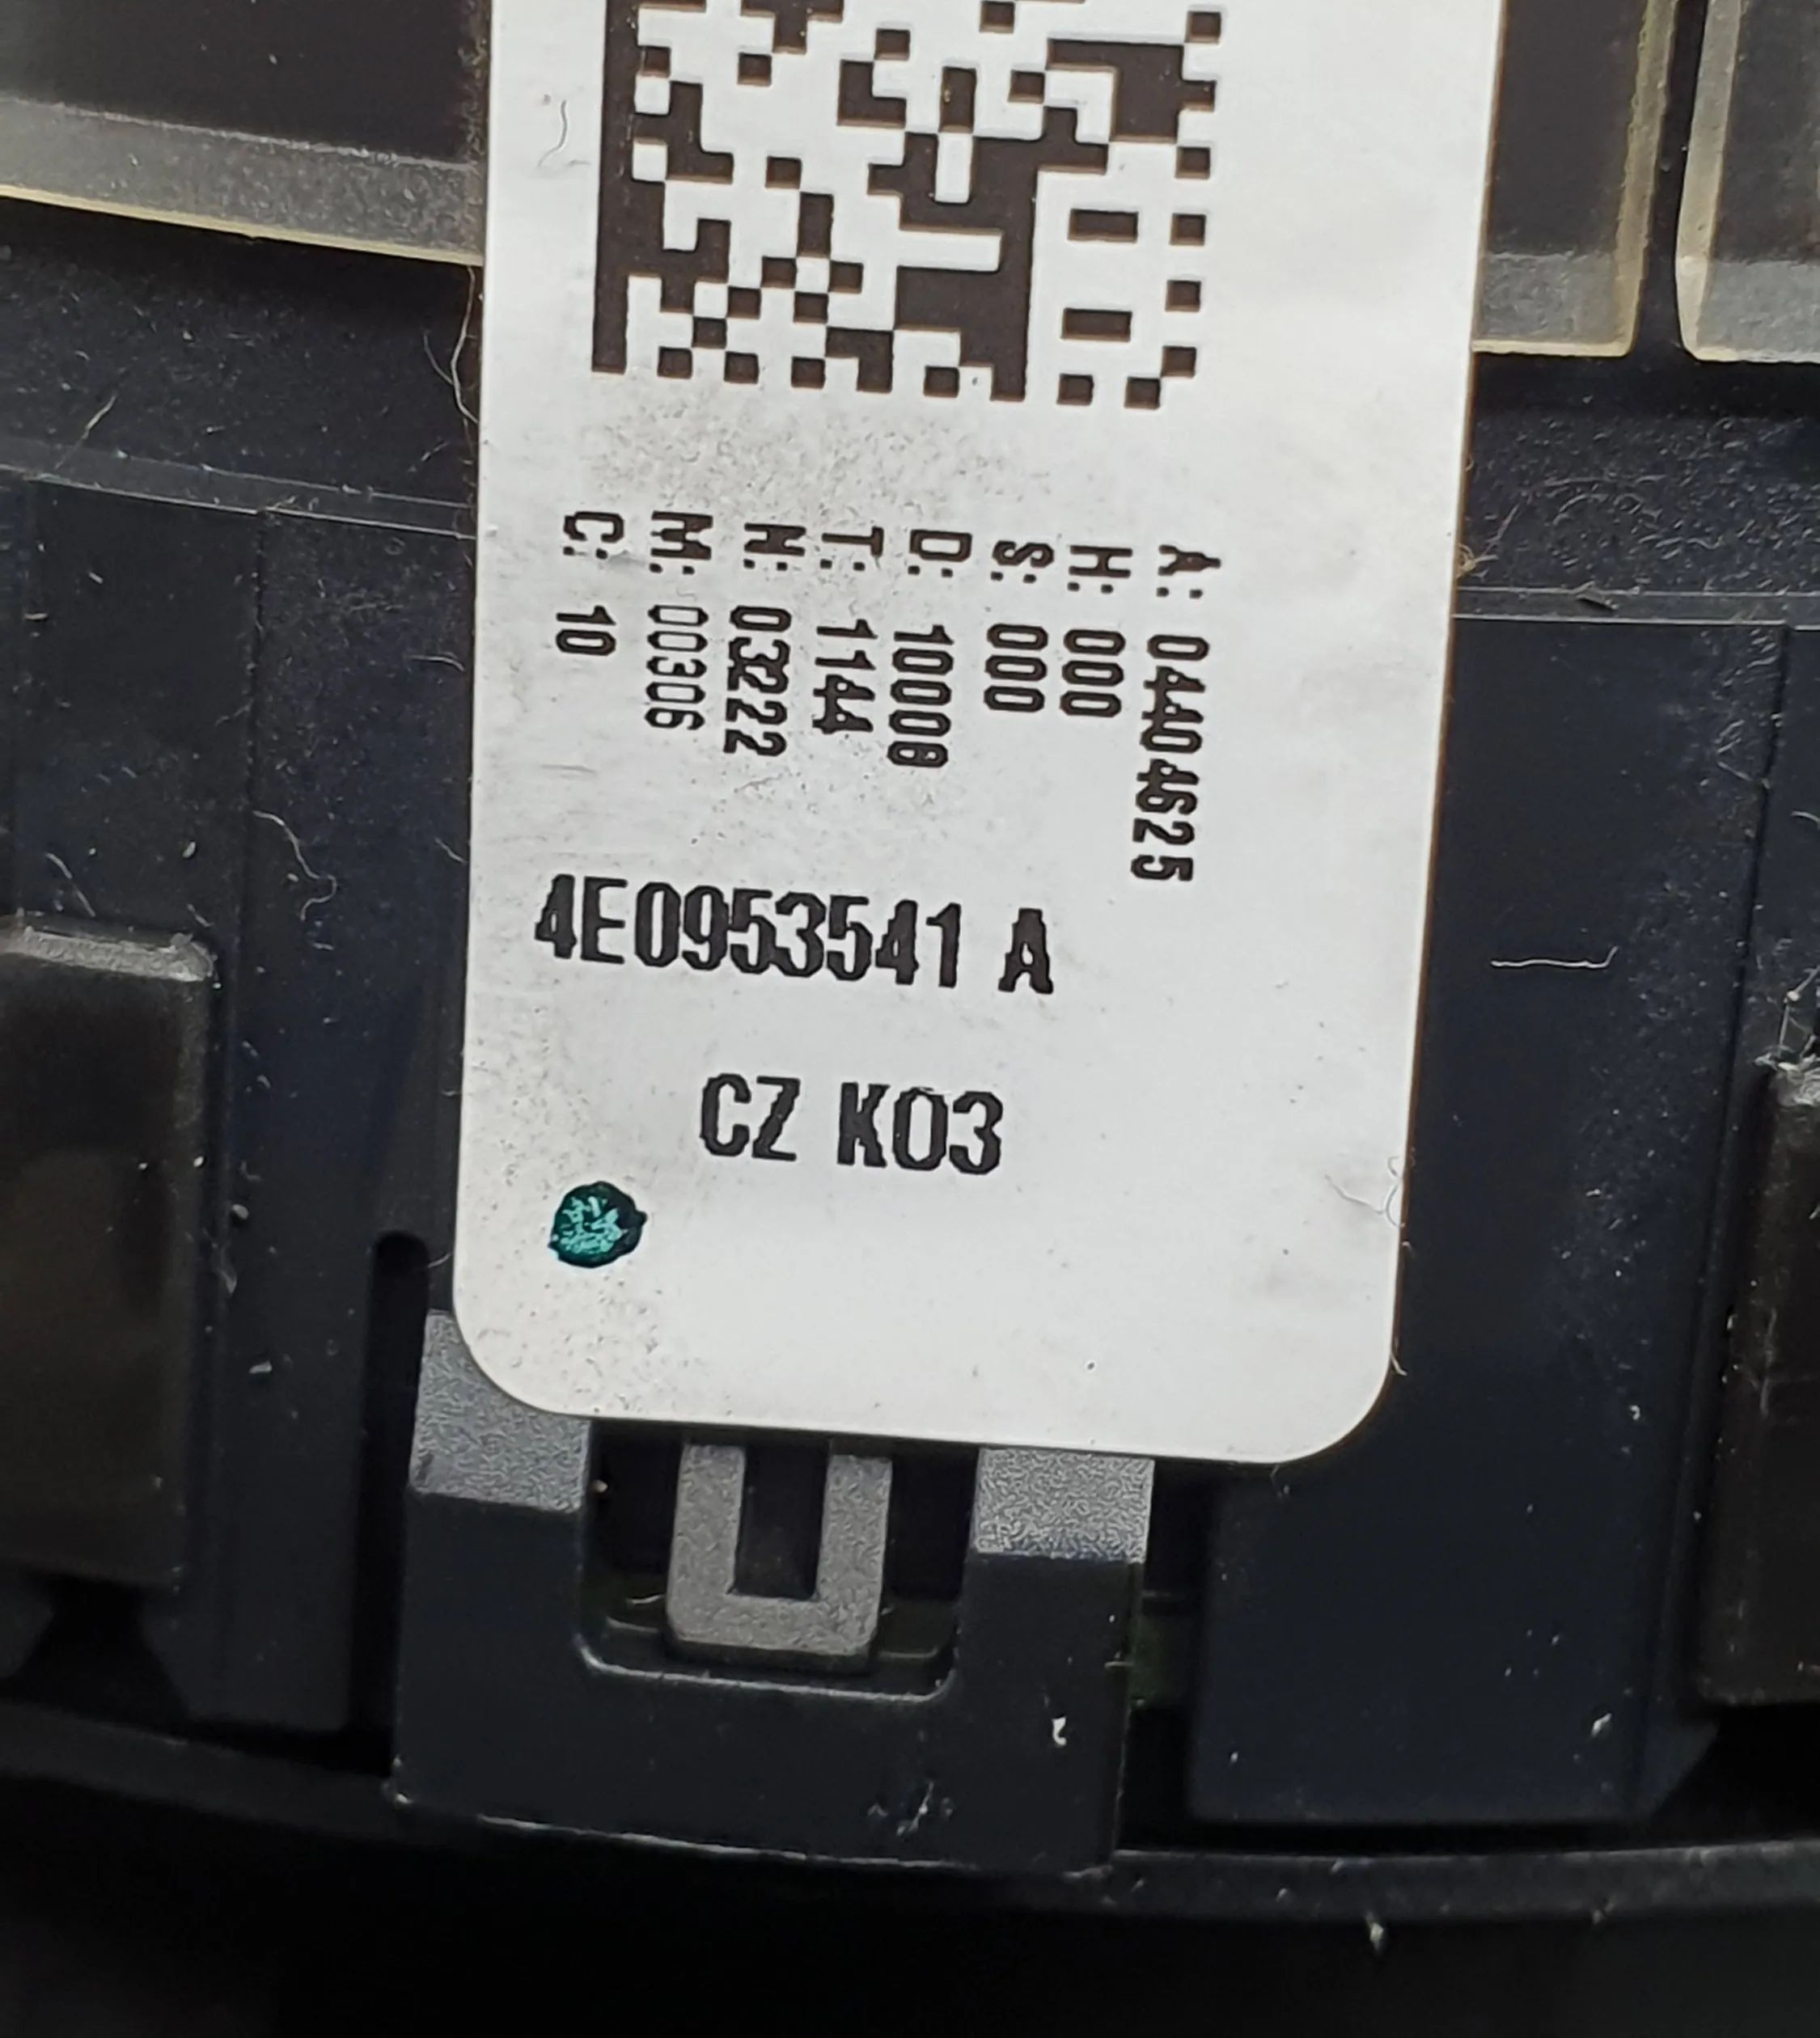 A: 04404625
H: 000
S: 000
D: 10008
T: 1144
N: 03222
M: 00306
C: 10
4E0953541 A
CZ K03